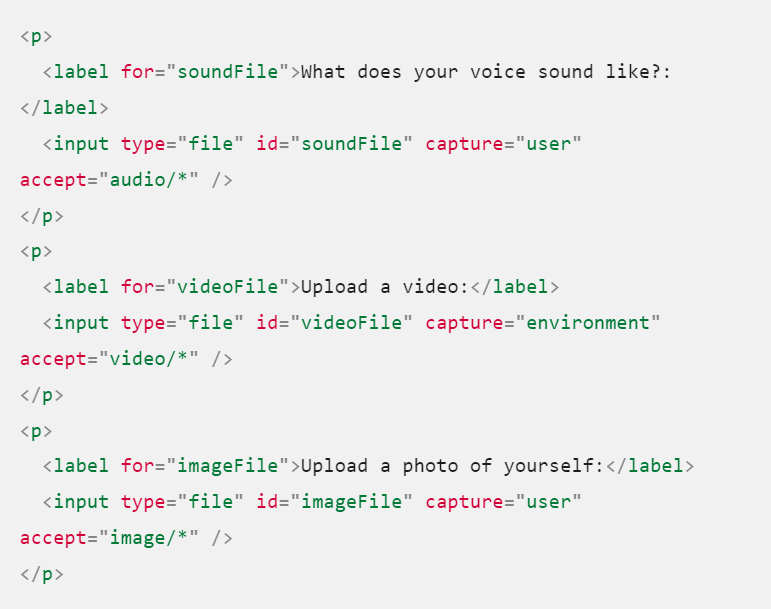 <p>
  <label for="soundFile">What does your voice sound like?:
</label>
  <input type="file" id="soundFile" capture="user"
accept="audio/*" />
</p>
<p>
  <label for="videoFile">Upload a video:</label>
  <input type="file" id="videoFile" capture="environment"
accept="video/*" />
</p>
<p>
  <label for="imageFile">Upload a photo of yourself:</label>
  <input type="file" id="imageFile" capture="user"
accept="image/*" />
</p>